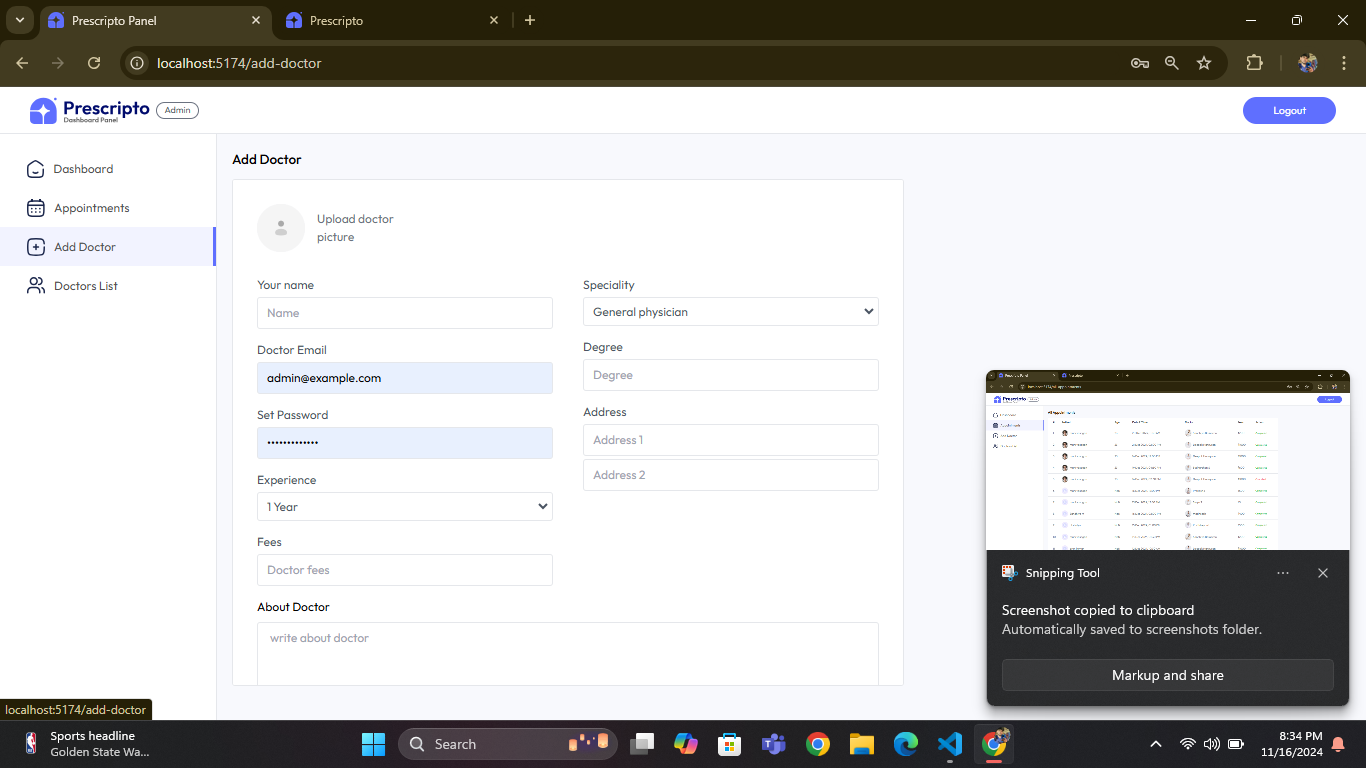 Prescripto Panel
Prescripto
localhost:5174/add-doctor
Prescripto
Dashboard Panel
Admin
Logout
Dashboard
Appointments
Add Doctor
Doctors List
Add Doctor
Upload doctor
picture
Your name
Name
Doctor Email
admin@example.com
Set Password
•••••••••••••
Experience
1 Year
Fees
Doctor fees
About Doctor
write about doctor
Speciality
General physician
Degree
Degree
Address
Address 1
Address 2
Prescripto
Snipping Tool
Screenshot copied to clipboard
Automatically saved to screenshots folder.
Markup and share
localhost:5174/add-doctor
Sports headline
Golden State Wa...
Search
8:34 PM
11/16/2024